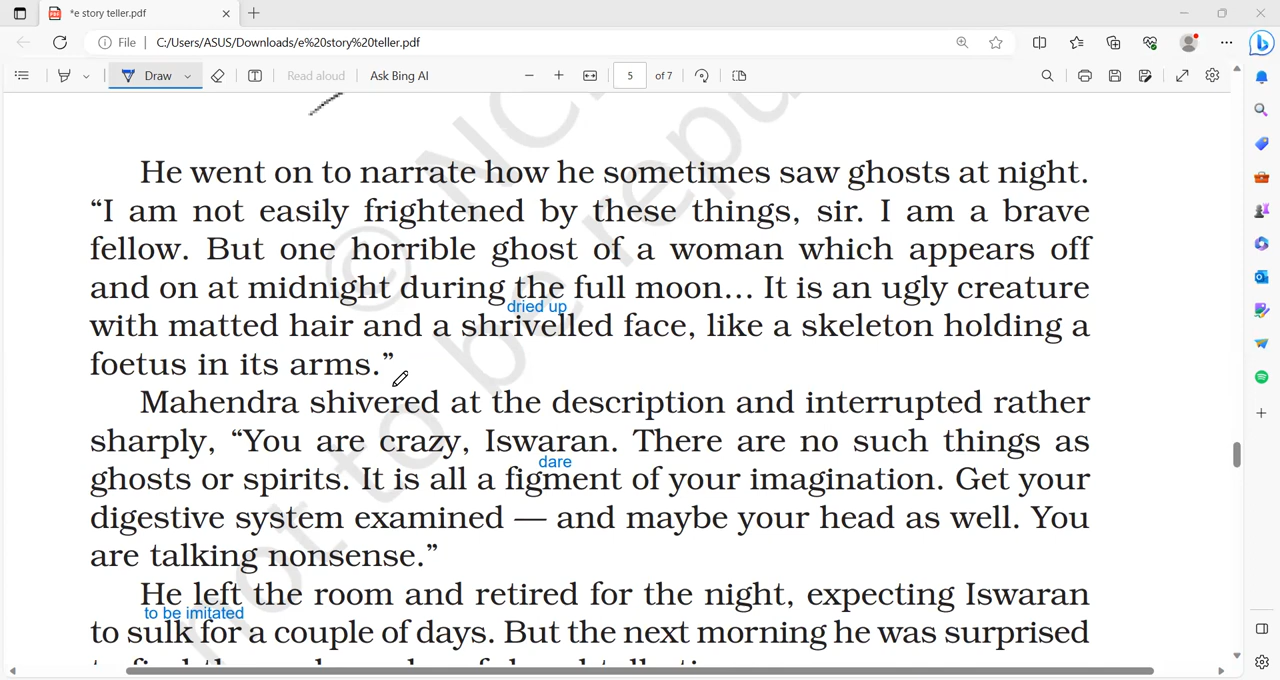 *e story teller.pdf
File | C:/Users/ASUS/Downloads/e%20story%20teller.pdf
Draw
Read aloud
Ask Bing AI
5 of 7
© NC
not to be repu
He went on to narrate how he sometimes saw ghosts at night.
“I am not easily frightened by these things, sir. I am a brave
fellow. But one horrible ghost of a woman which appears off
and on at midnight during the full moon... It is an ugly creature
dried up
with matted hair and a shrivelled face, like a skeleton holding a
foetus in its arms.”
Mahendra shivered at the description and interrupted rather
sharply, “You are crazy, Iswaran. There are no such things as
dare
ghosts or spirits. It is all a figment of your imagination. Get your
digestive system examined — and maybe your head as well. You
are talking nonsense.”
He left the room and retired for the night, expecting Iswaran
to be imitated
to sulk for a couple of days. But the next morning he was surprised